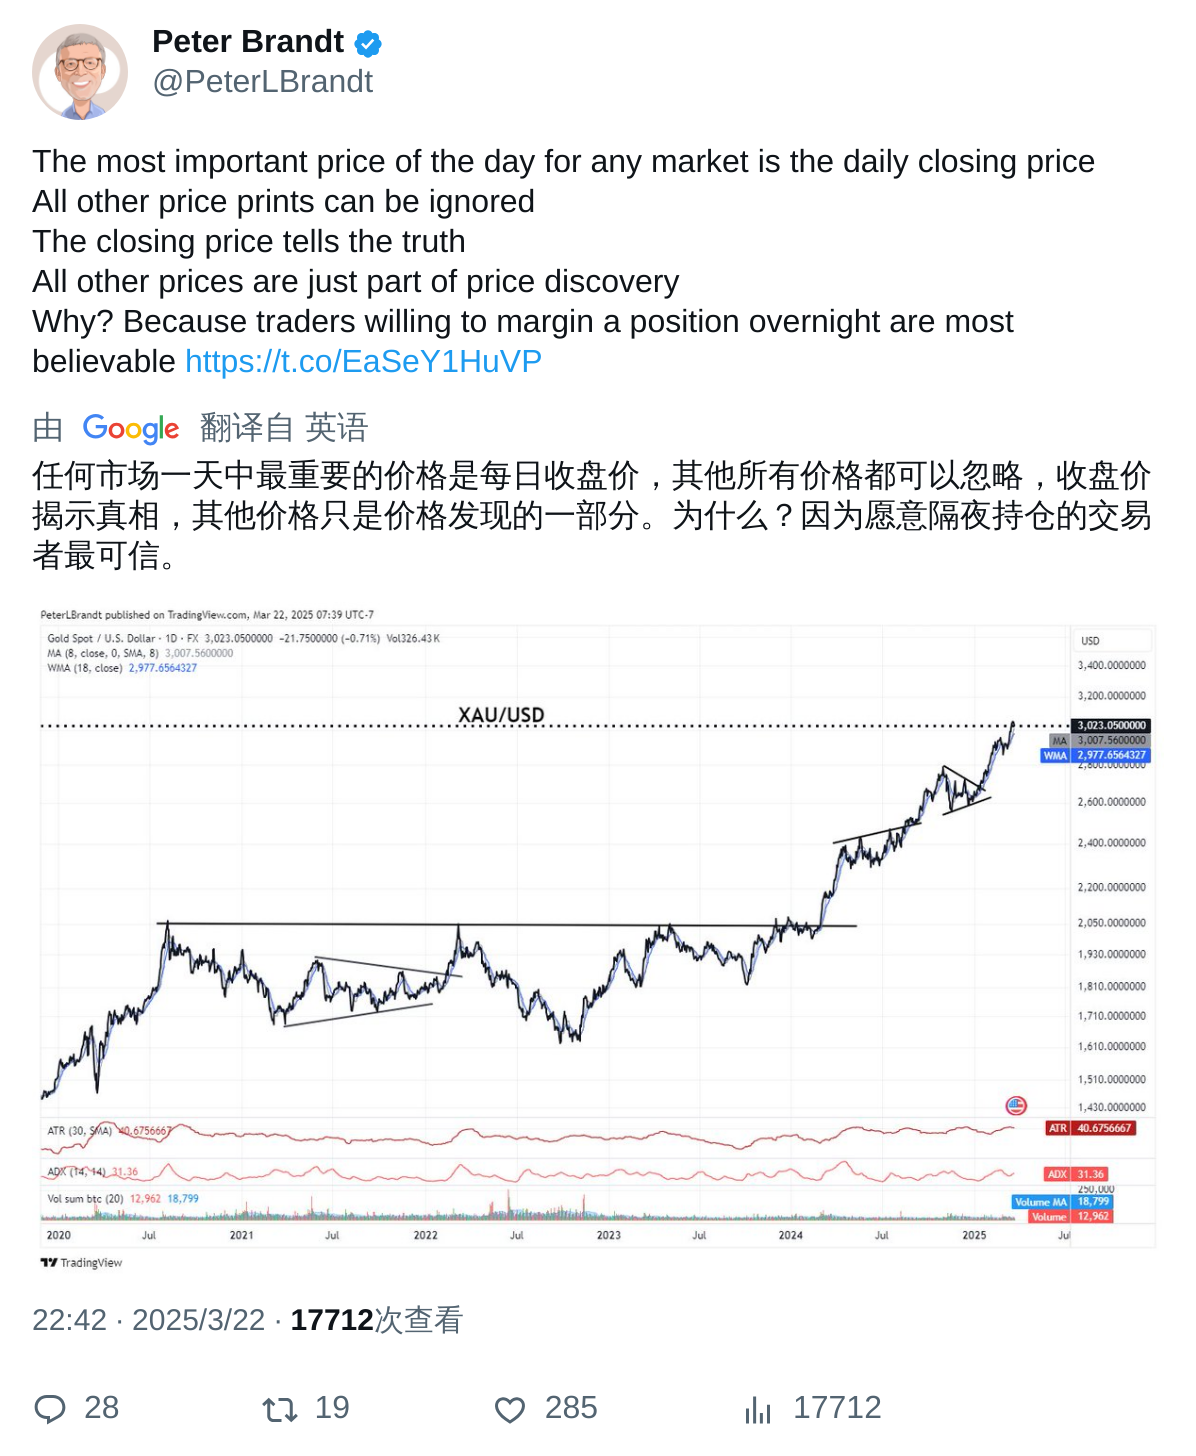 Peter Brandt
@PeterLBrandt
The most important price of the day for any market is the daily closing price
All other price prints can be ignored
The closing price tells the truth
All other prices are just part of price discovery
Why? Because traders willing to margin a position overnight are most
believable https://t.co/EaSeY1HuVP
由 Google 翻译自 英语
任何市场一天中最重要的价格是每日收盘价，其他所有价格都可以忽略，收盘价
揭示真相，其他价格只是价格发现的一部分。为什么？因为愿意隔夜持仓的交易
者最可信。
PeterLBrandt published on TradingView.com, Mar 22, 2025 07:39 UTC-7
Gold Spot / U.S. Dollar · 1D · FX 3,023.0500000 -21.7500000 (-0.71%) Vol326.43K
MA (8, close, 0, SMA, 8) 3,007.5600000
WMA (18, close) 2,977.6564327
USD
3,400.0000000
3,200.0000000
XAU/USD
3,023.0500000
MA 3,007.5600000
WMA 2,977.6564327
2,800.0000000
2,600.0000000
2,400.0000000
2,200.0000000
2,050.0000000
1,930.0000000
1,810.0000000
1,710.0000000
1,610.0000000
1,510.0000000
1,430.0000000
ATR (30, SMA) 40.6756667
ATR 40.6756667
ADX (14, 14) 31.36
ADX 31.36
250,000
Vol sum btc (20) 12,962 18,799
Volume MA 18,799
Volume 12,962
2020 Jul 2021 Jul 2022 Jul 2023 Jul 2024 Jul 2025 Jul
TradingView
22:42 · 2025/3/22 · 17712次查看
28 19 285 17712